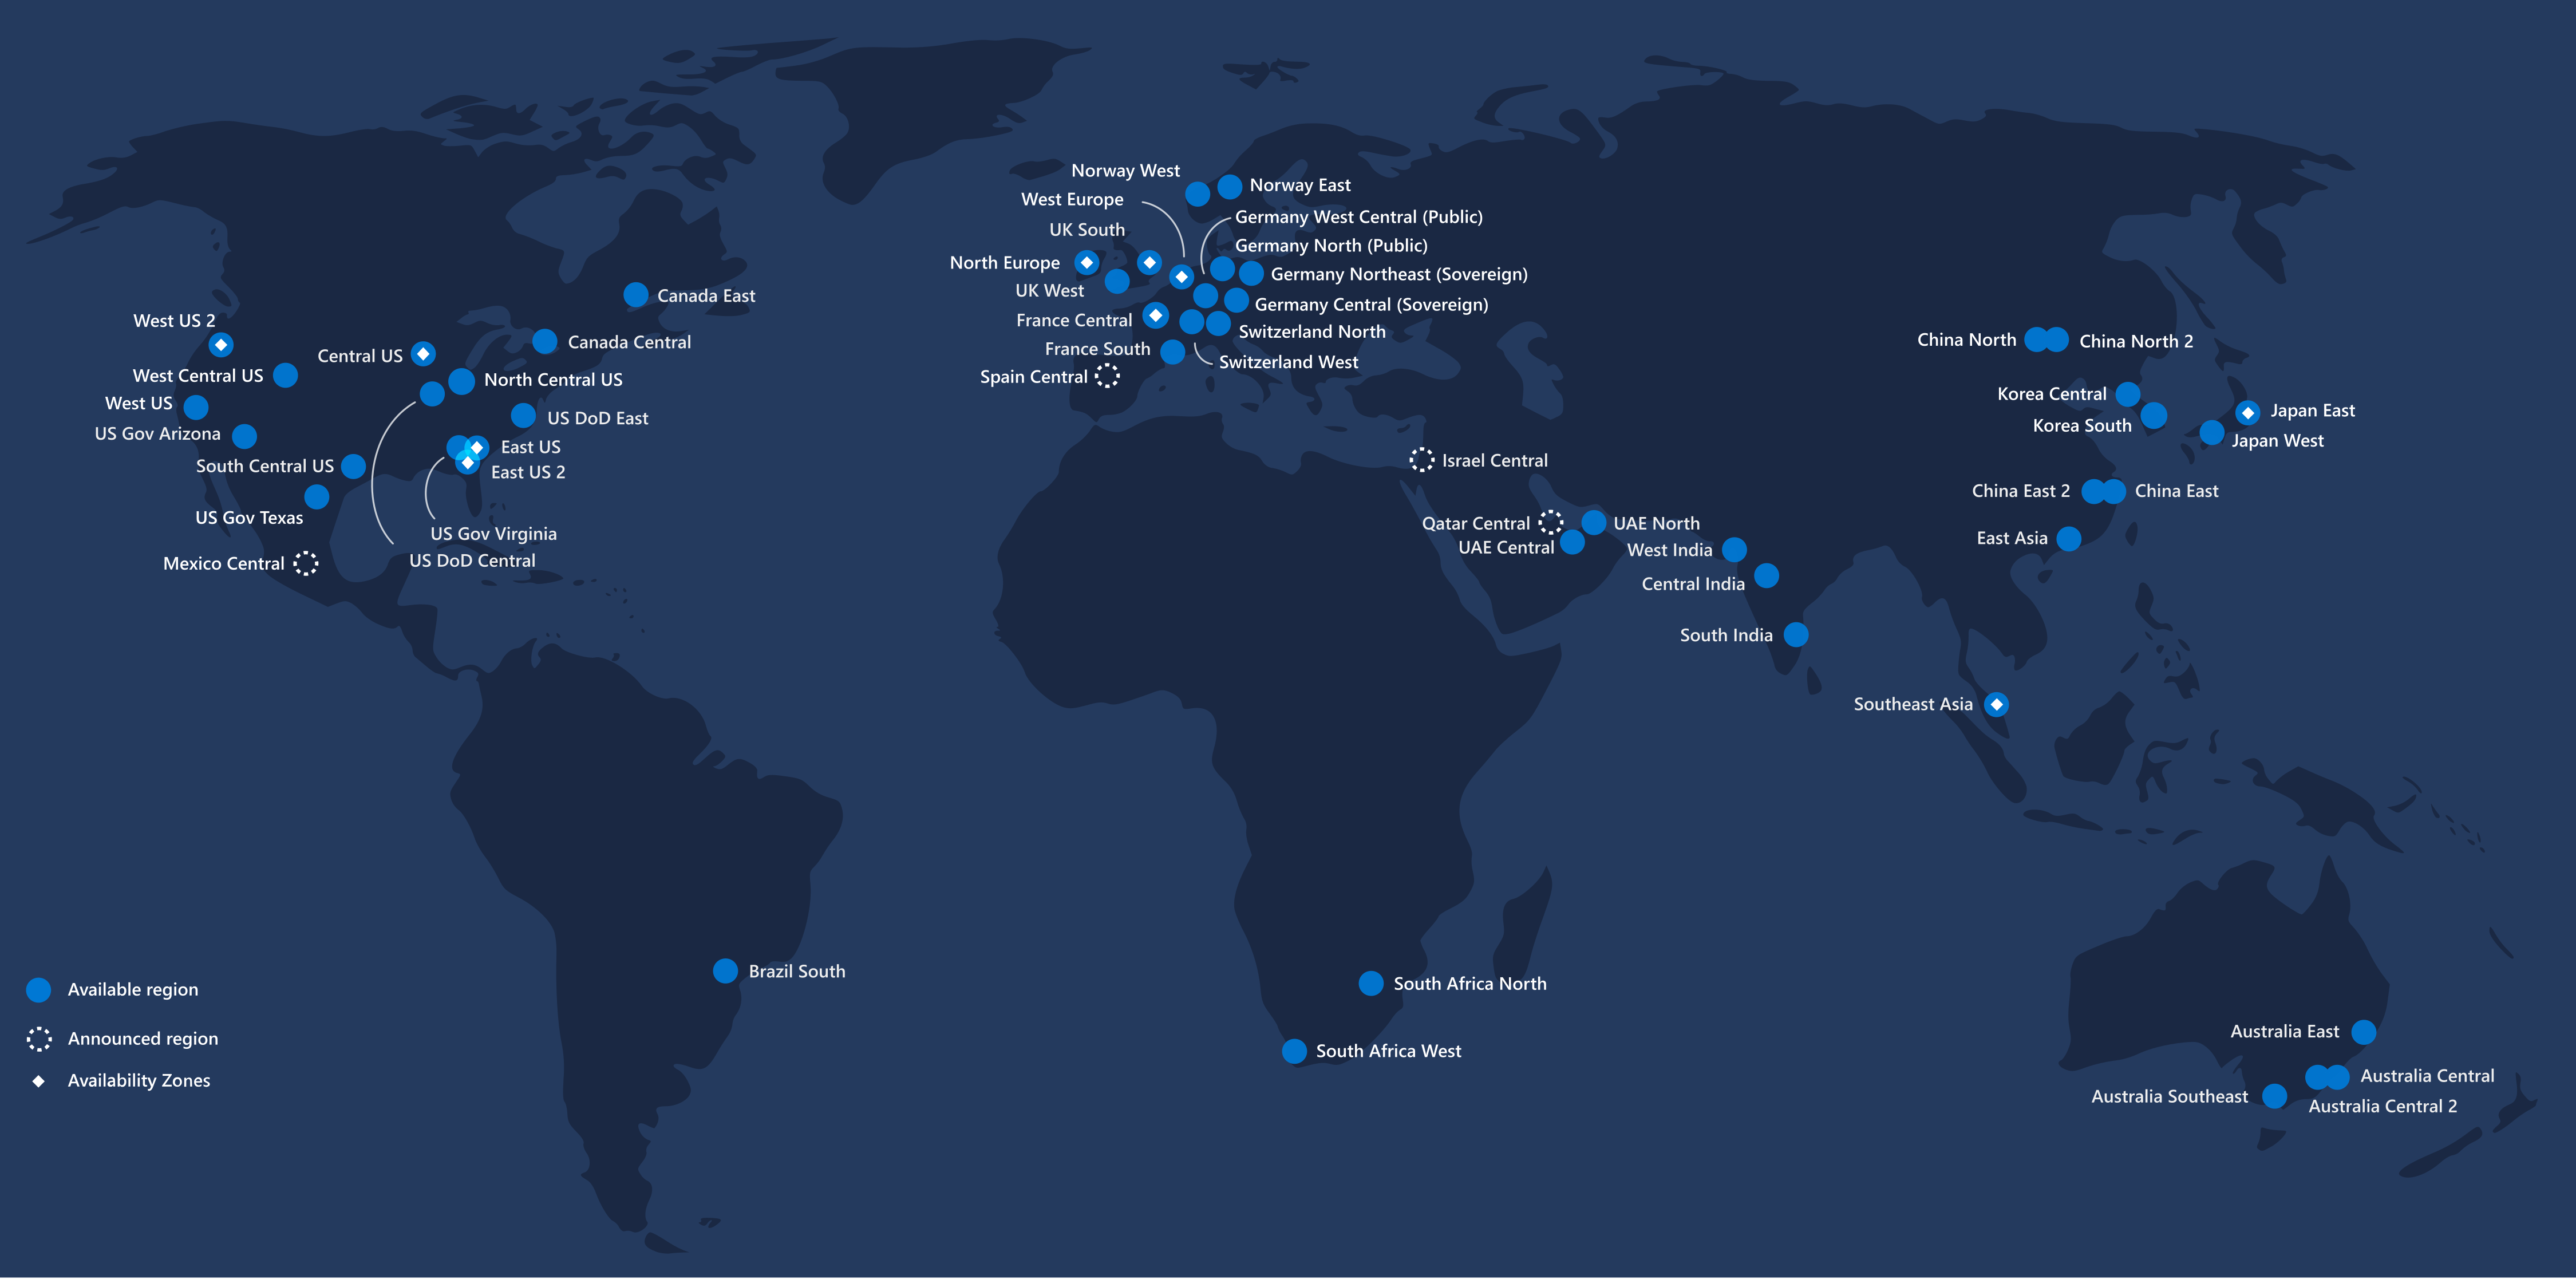 Norway West
Norway East
West Europe
Germany West Central (Public)
UK South
Germany North (Public)
North Europe
Germany Northeast (Sovereign)
UK West
Germany Central (Sovereign)
France Central
Switzerland North
France South
Switzerland West
Spain Central
Canada East
West US 2
Canada Central
Central US
West Central US
North Central US
West US
US DoD East
US Gov Arizona
East US
South Central US
East US 2
US Gov Texas
US Gov Virginia
US DoD Central
Mexico Central
China North
China North 2
Korea Central
Japan East
Korea South
Japan West
Israel Central
China East 2
China East
Qatar Central
UAE North
UAE Central
West India
East Asia
Central India
South India
Southeast Asia
Brazil South
South Africa North
South Africa West
Australia East
Australia Central
Australia Southeast
Australia Central 2
Available region
Announced region
Availability Zones